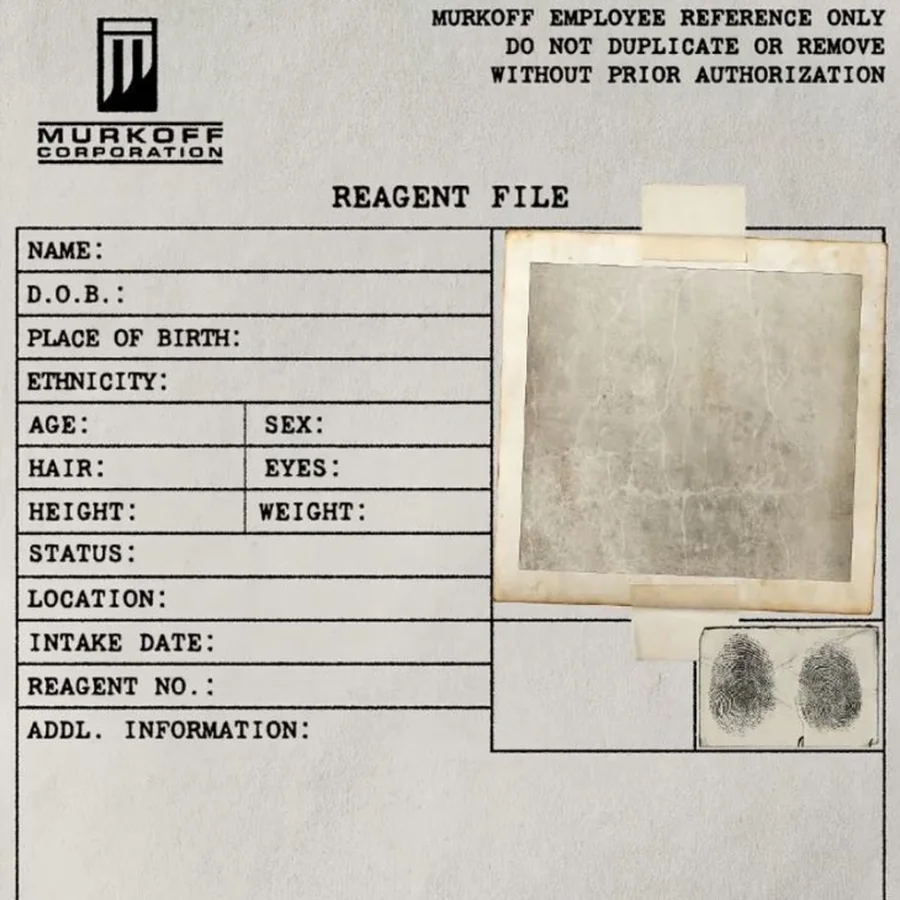 MURKOFF EMPLOYEE REFERENCE ONLY
DO NOT DUPLICATE OR REMOVE
WITHOUT PRIOR AUTHORIZATION
MURKOFF
CORPORATION
REAGENT FILE
NAME:
D.O.B.:
PLACE OF BIRTH:
ETHNICITY:
AGE: SEX:
HAIR: EYES:
HEIGHT: WEIGHT:
STATUS:
LOCATION:
INTAKE DATE:
REAGENT NO.:
ADDL. INFORMATION: